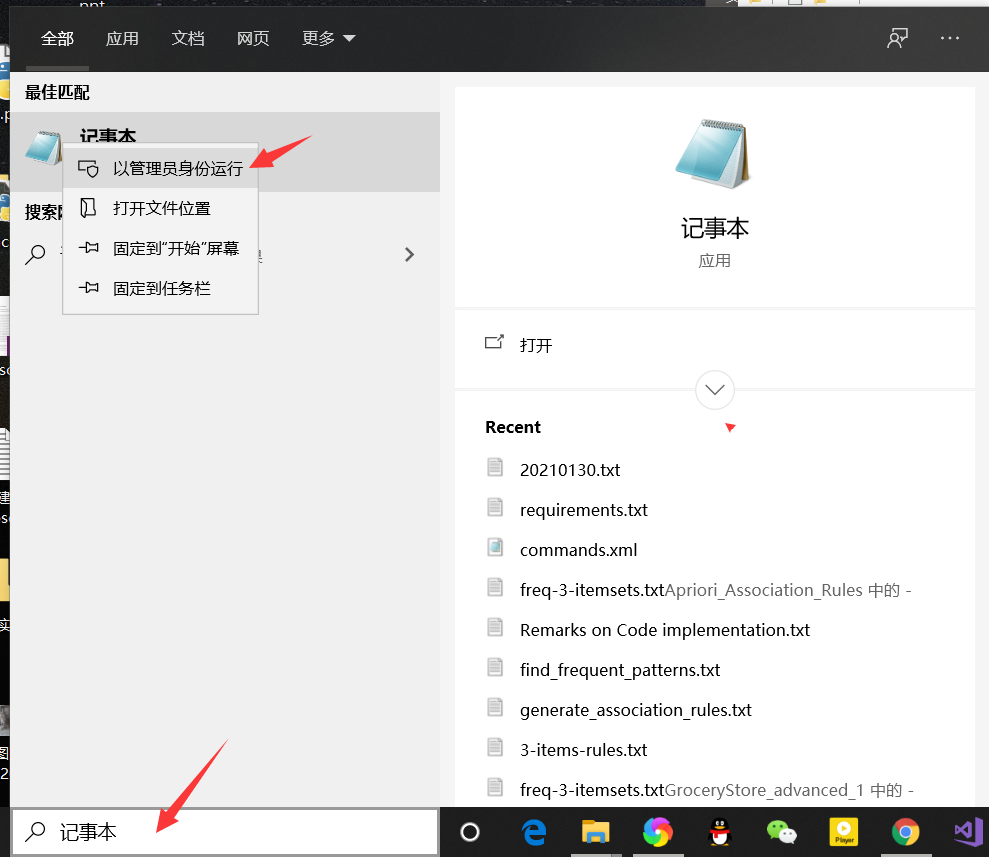 ppt
全部 应用 文档 网页 更多
最佳匹配
记事本
以管理员身份运行
搜索
打开文件位置
固定到“开始”屏幕
固定到任务栏
记事本
应用
打开
Recent
20210130.txt
requirements.txt
commands.xml
freq-3-itemsets.txtApriori_Association_Rules 中的 -
Remarks on Code implementation.txt
find_frequent_patterns.txt
generate_association_rules.txt
3-items-rules.txt
freq-3-itemsets.txtGroceryStore_advanced_1 中的 -
记事本
Player